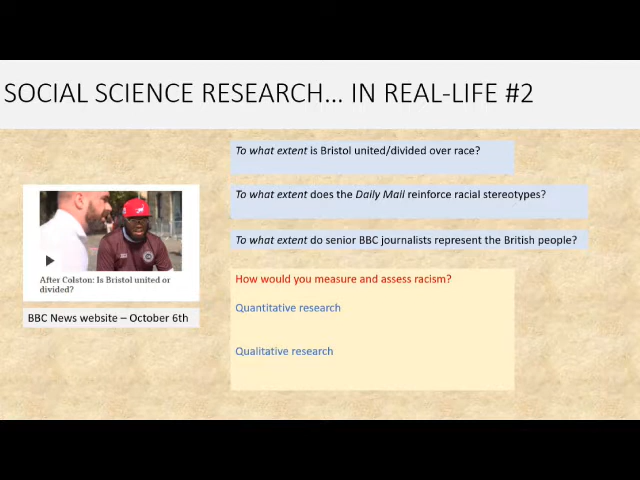 SOCIAL SCIENCE RESEARCH... IN REAL-LIFE #2
To what extent is Bristol united/divided over race?
To what extent does the Daily Mail reinforce racial stereotypes?
To what extent do senior BBC journalists represent the British people?
After Colston: Is Bristol united or
divided?
BBC News website – October 6th
How would you measure and assess racism?
Quantitative research
Qualitative research